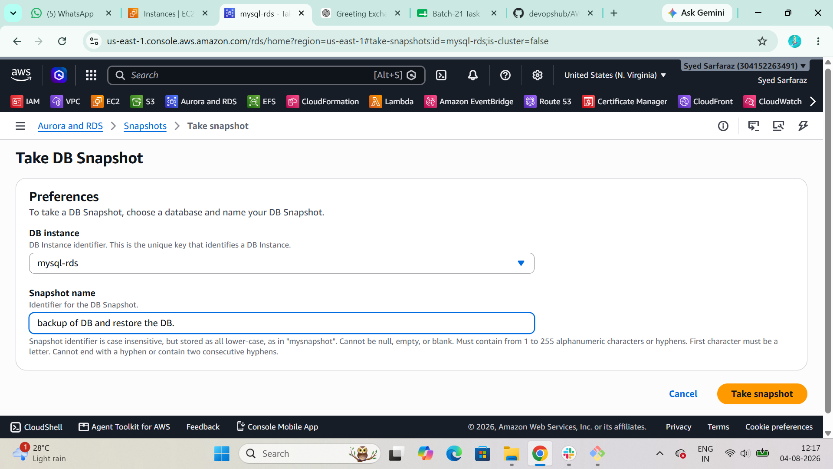 (5) WhatsApp
Instances | EC2
mysql-rds - Tak
Greeting Excha
Batch-21 Task
devopshub/AW
Ask Gemini
us-east-1.console.aws.amazon.com/rds/home?region=us-east-1#take-snapshots:id=mysql-rds;is-cluster=false
aws
Search [Alt+S]
United States (N. Virginia)
Syed Sarfaraz (304152263491)
Syed Sarfaraz
IAM VPC EC2 S3 Aurora and RDS EFS CloudFormation Lambda Amazon EventBridge Route 53 Certificate Manager CloudFront CloudWatch
Aurora and RDS > Snapshots > Take snapshot
Take DB Snapshot
Preferences
To take a DB Snapshot, choose a database and name your DB Snapshot.
DB instance
DB Instance identifier. This is the unique key that identifies a DB Instance.
mysql-rds
Snapshot name
Identifier for the DB Snapshot.
backup of DB and restore the DB.
Snapshot identifier is case insensitive, but stored as all lower-case, as in "mysnapshot". Cannot be null, empty, or blank. Must contain from 1 to 255 alphanumeric characters or hyphens. First character must be a
letter. Cannot end with a hyphen or contain two consecutive hyphens.
Cancel
Take snapshot
CloudShell Agent Toolkit for AWS Feedback Console Mobile App
© 2026, Amazon Web Services, Inc. or its affiliates. Privacy Terms Cookie preferences
1
28°C
Light rain
Search
ENG
IN
12:17
04-08-2026